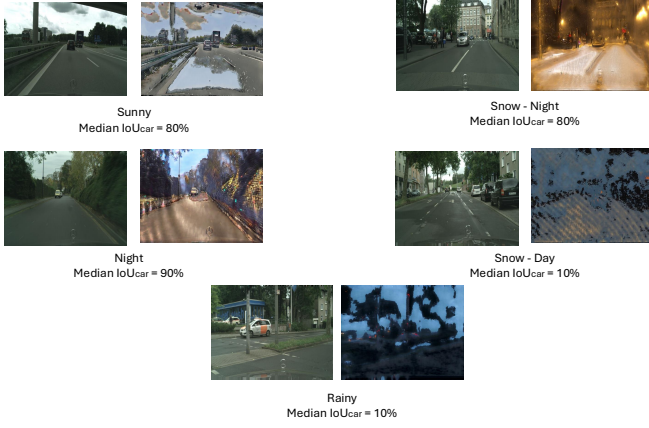 Sunny
Median IoUcar = 80%
Snow - Night
Median IoUcar = 80%
Night
Median IoUcar = 90%
Snow - Day
Median IoUcar = 10%
Rainy
Median IoUcar = 10%